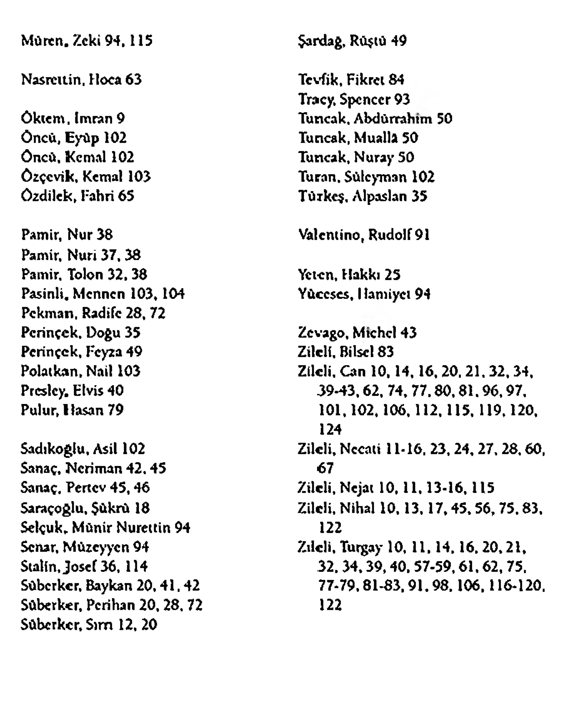 Müren, Zeki 94, 115
Nasrettin, Hoca 63
Öktem, İmran 9
Öncü, Eyüp 102
Öncü, Kemal 102
Özçevik, Kemal 103
Özdilek, Fahri 65
Pamir, Nur 38
Pamir, Nuri 37, 38
Pamir, Tolon 32, 38
Pasinli, Mennen 103, 104
Pekman, Radife 28, 72
Perinçek, Doğu 35
Perinçek, Feyza 49
Polatkan, Nail 103
Presley, Elvis 40
Pulur, Hasan 79
Sadıkoğlu, Asil 102
Sanaç, Neriman 42, 45
Sanaç, Pertev 45, 46
Saraçoğlu, Şükrü 18
Selçuk, Münir Nurettin 94
Senar, Müzeyyen 94
Stalin, Josef 36, 114
Süberker, Baykan 20, 41, 42
Süberker, Perihan 20, 28, 72
Süberker, Sırrı 12, 20
Şardağ, Rüştü 49
Tevfik, Fikret 84
Tracy, Spencer 93
Tuncak, Abdürrahim 50
Tuncak, Mualla 50
Tuncak, Nuray 50
Turan, Süleyman 102
Türkeş, Alpaslan 35
Valentino, Rudolf 91
Yeten, Hakkı 25
Yüceses, Hamiyet 94
Zevago, Michel 43
Zileli, Bilsel 83
Zileli, Can 10, 14, 16, 20, 21, 32, 34,
39-43, 62, 74, 77, 80, 81, 96, 97,
101, 102, 106, 112, 115, 119, 120,
124
Zileli, Necati 11-16, 23, 24, 27, 28, 60,
67
Zileli, Nejat 10, 11, 13-16, 115
Zileli, Nihal 10, 13, 17, 45, 56, 75, 83,
122
Zileli, Turgay 10, 11, 14, 16, 20, 21,
32, 34, 39, 40, 57-59, 61, 62, 75,
77-79, 81-83, 91, 98, 106, 116-120,
122